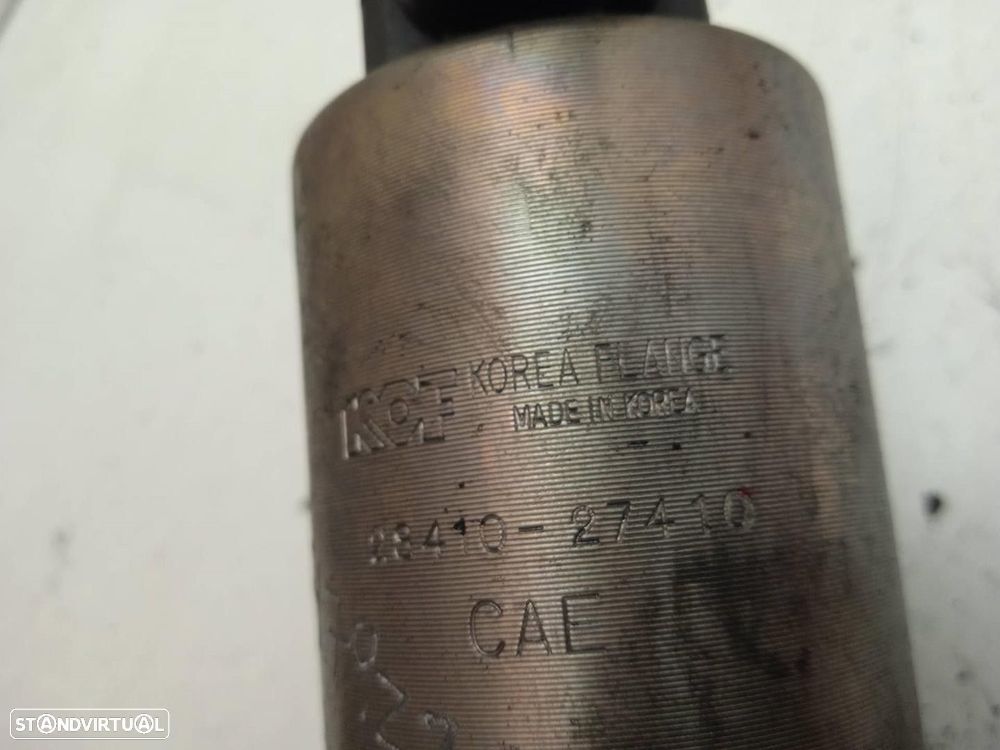 KOF KOREA FLANGE
MADE IN KOREA
28410-27410
CAE
STANDVIRTUAL